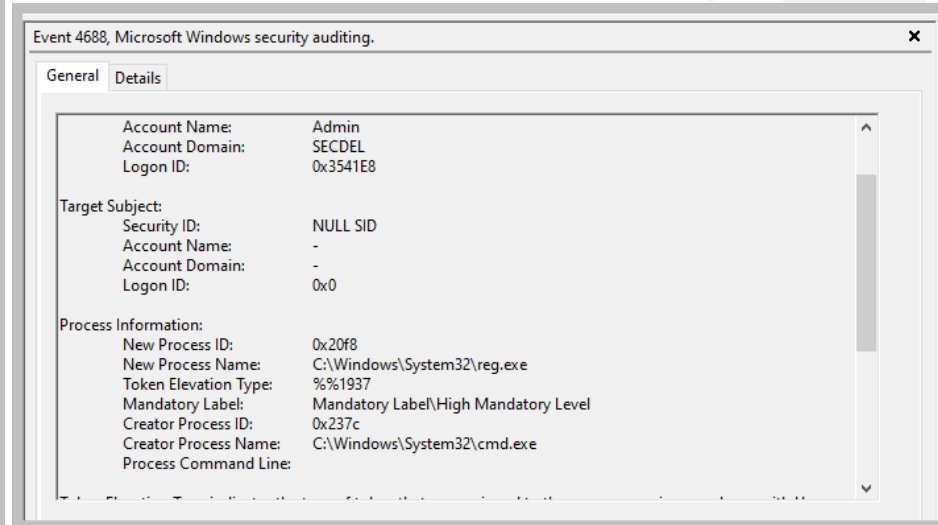 Event 4688, Microsoft Windows security auditing.
General Details
Account Name: Admin
Account Domain: SECDEL
Logon ID: 0x3541E8
Target Subject:
Security ID: NULL SID
Account Name: -
Account Domain: -
Logon ID: 0x0
Process Information:
New Process ID: 0x20f8
New Process Name: C:\Windows\System32\reg.exe
Token Elevation Type: %%1937
Mandatory Label: Mandatory Label\High Mandatory Level
Creator Process ID: 0x237c
Creator Process Name: C:\Windows\System32\cmd.exe
Process Command Line: